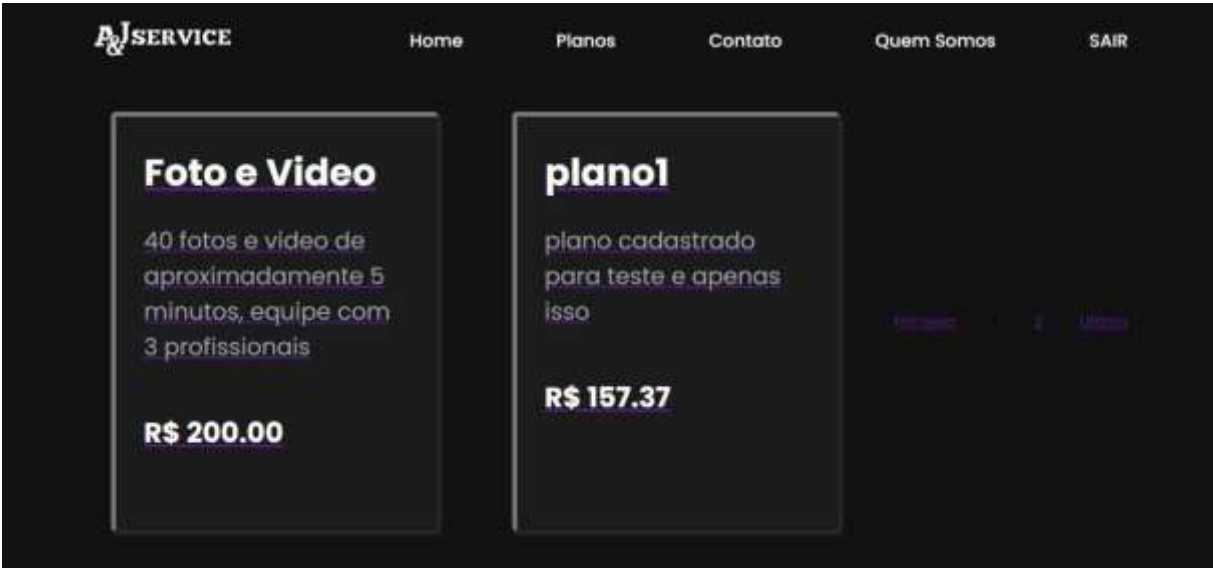 A&J SERVICE
Home Planos Contato Quem Somos SAIR
Foto e Video
40 fotos e video de
aproximadamente 5
minutos, equipe com
3 profissionais
R$ 200.00
plano1
plano cadastrado
para teste e apenas
isso
R$ 157.37
2